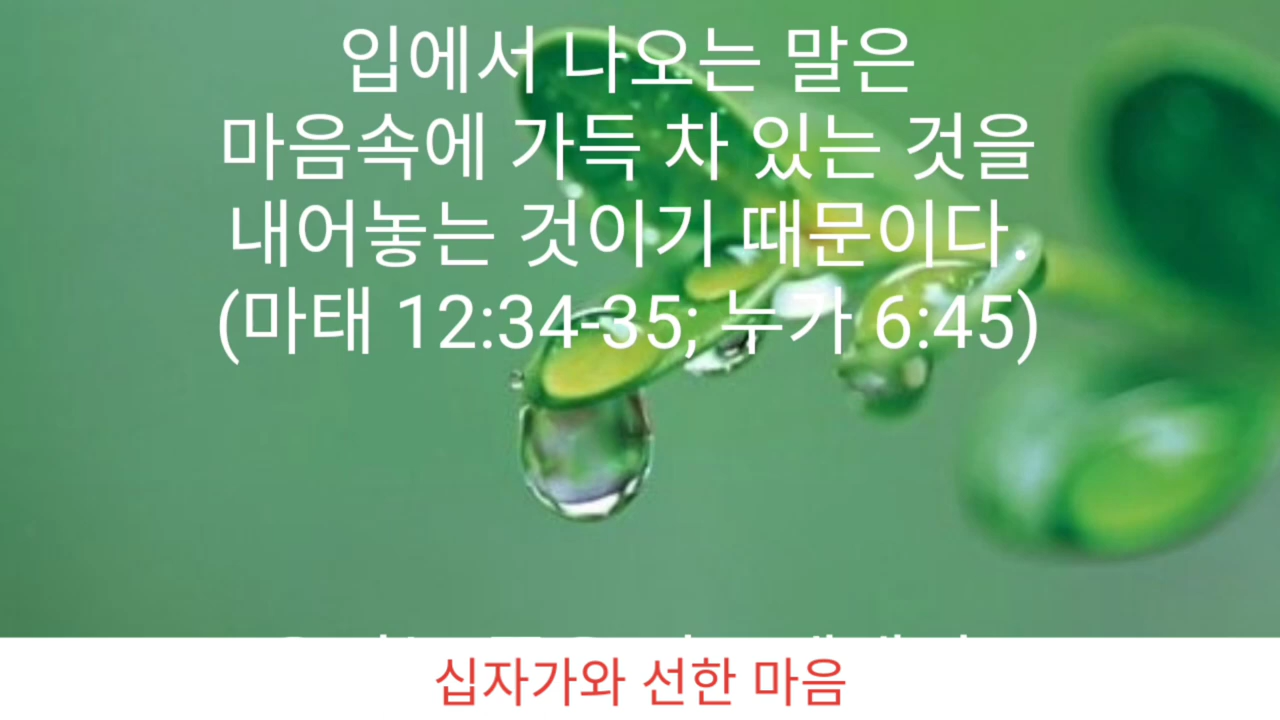 입에서 나오는 말은
마음속에 가득 차 있는 것을
내어놓는 것이기 때문이다.
(마태 12:34-35; 누가 6:45)
십자가와 선한 마음